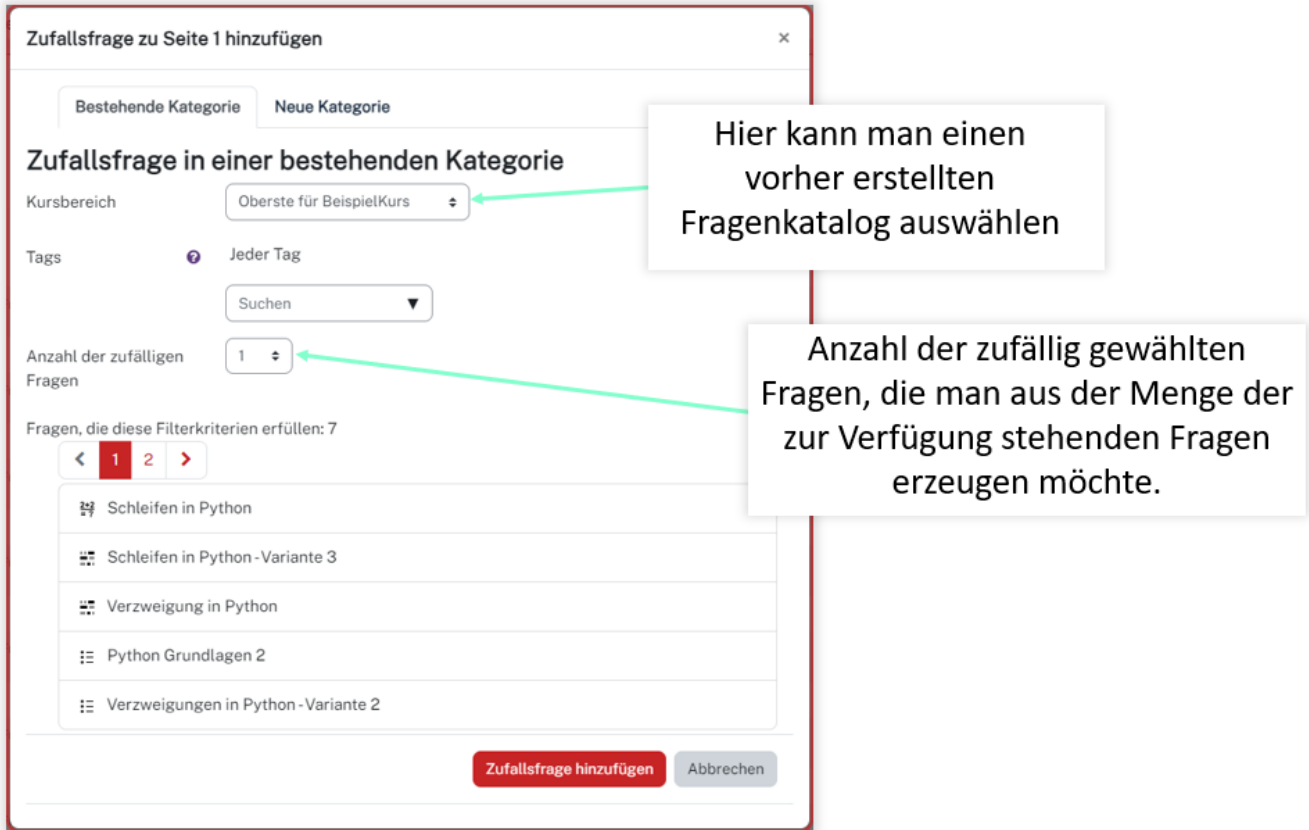 Zufallsfrage zu Seite 1 hinzufügen ×
Bestehende Kategorie Neue Kategorie
Zufallsfrage in einer bestehenden Kategorie
Kursbereich Oberste für BeispielKurs
Tags ? Jeder Tag
Suchen ▼
Anzahl der zufälligen
Fragen
1
Fragen, die diese Filterkriterien erfüllen: 7
1 2
Schleifen in Python
Schleifen in Python - Variante 3
Verzweigung in Python
Python Grundlagen 2
Verzweigungen in Python - Variante 2
Zufallsfrage hinzufügen Abbrechen
Hier kann man einen
vorher erstellten
Fragenkatalog auswählen
Anzahl der zufällig gewählten
Fragen, die man aus der Menge der
zur Verfügung stehenden Fragen
erzeugen möchte.